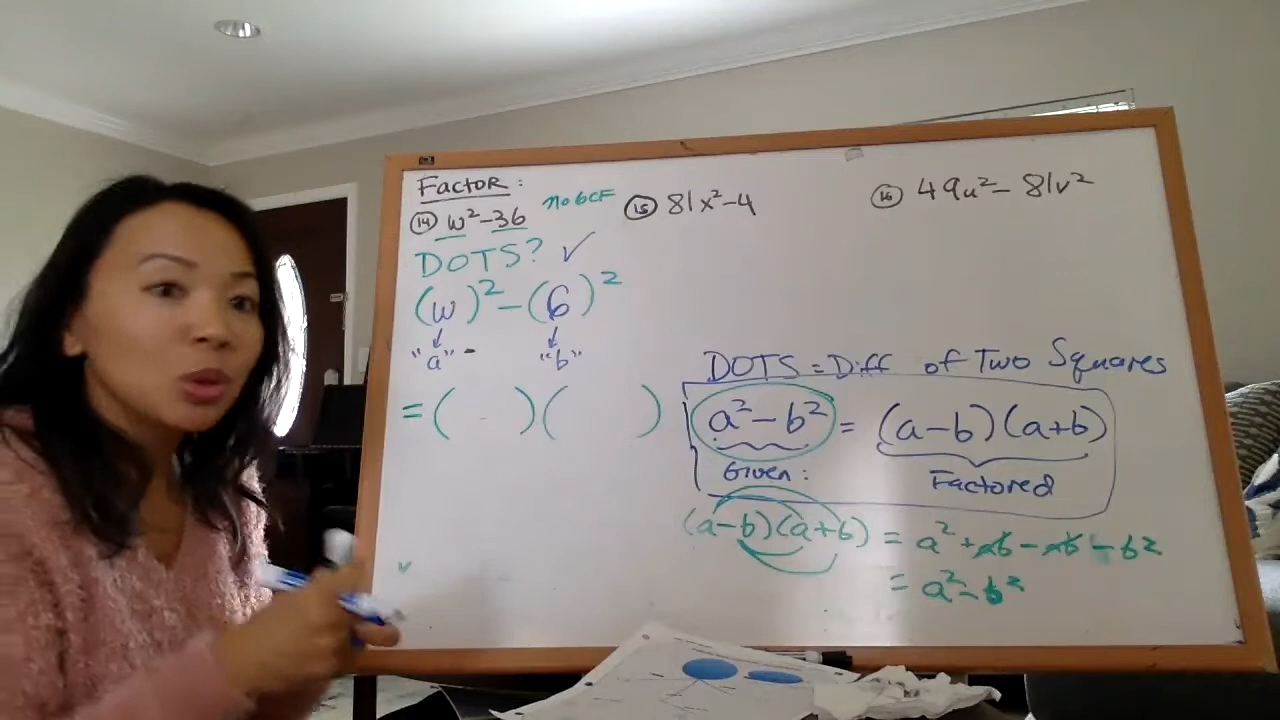 Factor:
(14) w² - 36 no GCF
DOTS? ✓
(w)² - (6)²
"a" - "b"
= ( - ) ( )
(15) 81x² - 4
(16) 49u² - 81v²
DOTS = Diff of Two Squares
a² - b² = (a - b)(a + b)
Given: Factored
(a - b)(a + b) = a² + ab - ab - b²
= a² - b²